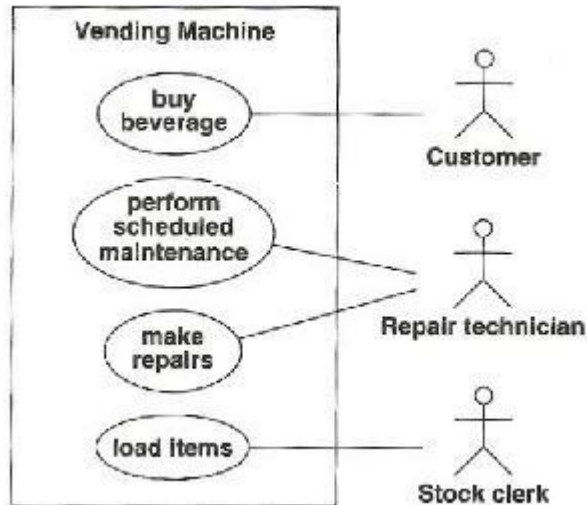 Vending Machine
buy
beverage
Customer
perform
scheduled
maintenance
Repair technician
make
repairs
load items
Stock clerk